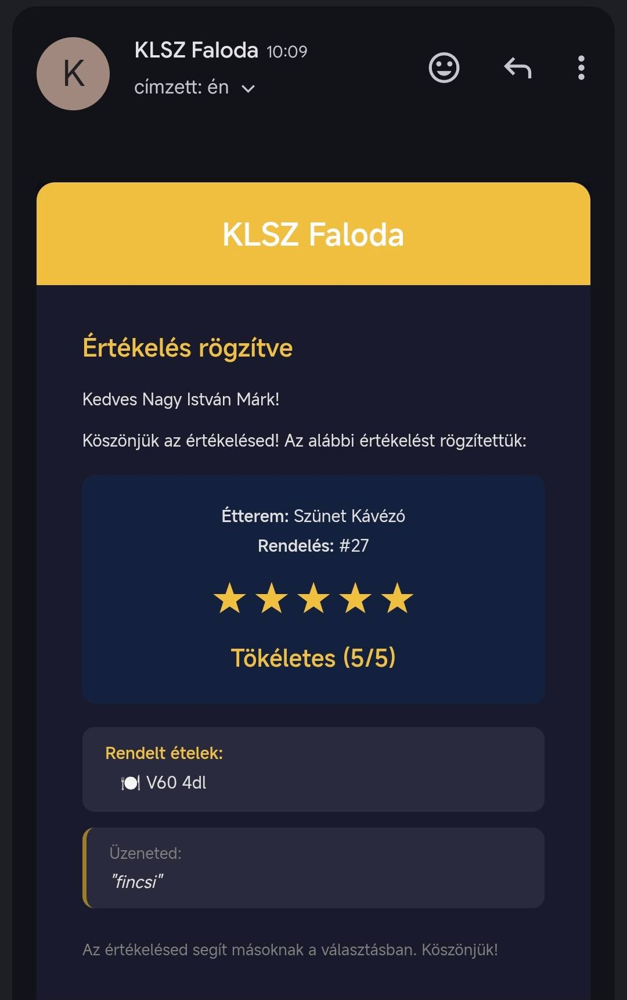 K
KLSZ Faloda 10:09
címzett: én
KLSZ Faloda
Értékelés rögzítve
Kedves Nagy István Márk!
Köszönjük az értékelésed! Az alábbi értékelést rögzítettük:
Étterem: Szünet Kávézó
Rendelés: #27
★★★★★
Tökéletes (5/5)
Rendelt ételek:
🍽 V60 4dl
Üzeneted:
"fincsi"
Az értékelésed segít másoknak a választásban. Köszönjük!